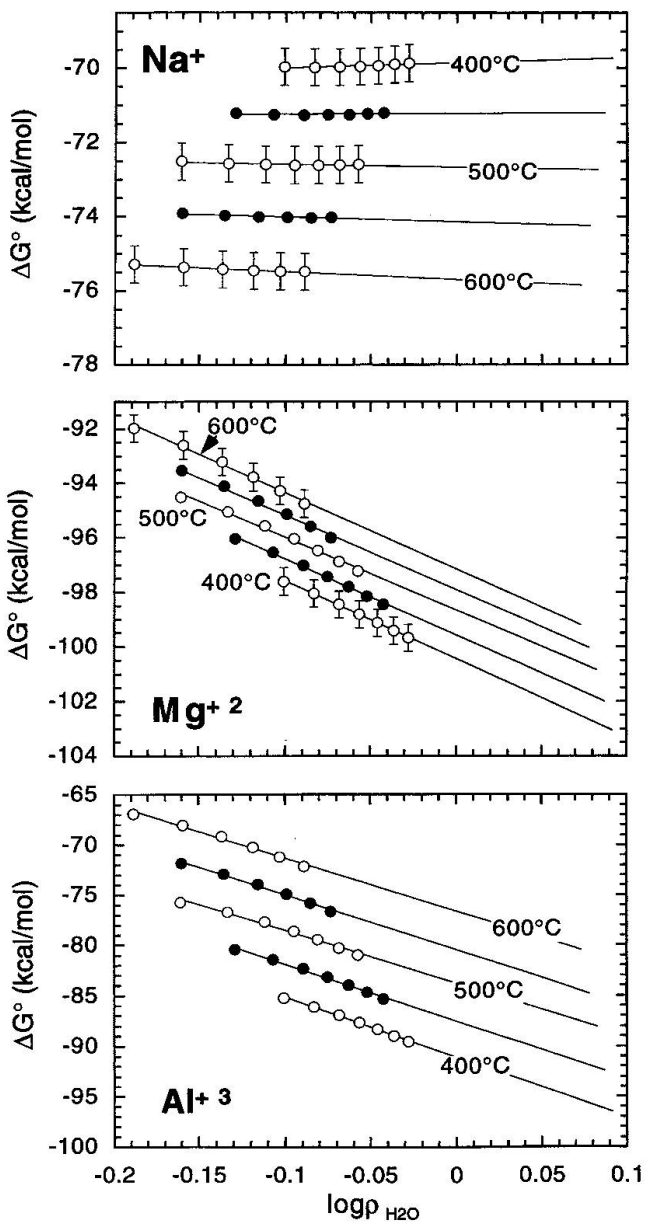 Na+
400°C
500°C
600°C
-70
-72
-74
-76
-78
ΔG° (kcal/mol)
600°C
500°C
400°C
Mg+ 2
-92
-94
-96
-98
-100
-102
-104
ΔG° (kcal/mol)
600°C
500°C
400°C
Al+ 3
-65
-70
-75
-80
-85
-90
-95
-100
ΔG° (kcal/mol)
-0.2 -0.15 -0.1 -0.05 0 0.05 0.1
logρ H2O